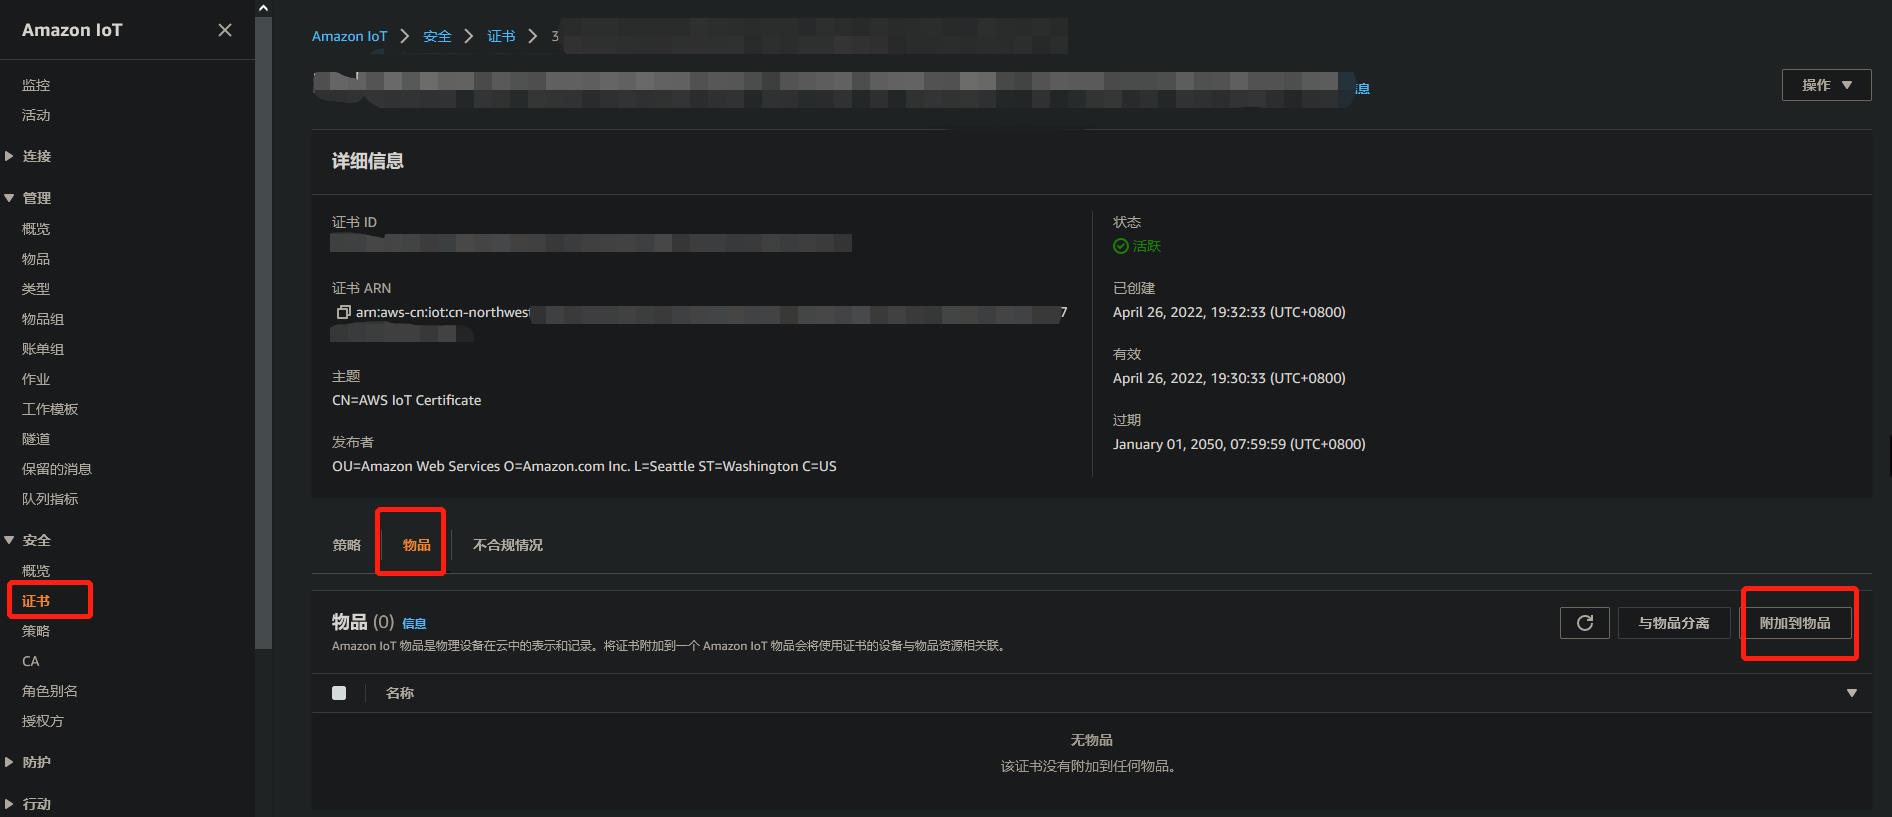 Amazon IoT
监控
活动
连接
管理
概览
物品
类型
物品组
账单组
作业
工作模板
隧道
保留的消息
队列指标
安全
概览
证书
策略
CA
角色别名
授权方
防护
行动
Amazon IoT > 安全 > 证书 > 3
息
操作
详细信息
证书 ID
证书 ARN
arn:aws-cn:iot:cn-northwest
7
主题
CN=AWS IoT Certificate
发布者
OU=Amazon Web Services O=Amazon.com Inc. L=Seattle ST=Washington C=US
状态
活跃
已创建
April 26, 2022, 19:32:33 (UTC+0800)
有效
April 26, 2022, 19:30:33 (UTC+0800)
过期
January 01, 2050, 07:59:59 (UTC+0800)
策略 物品 不合规情况
物品 (0) 信息
Amazon IoT 物品是物理设备在云中的表示和记录。将证书附加到一个 Amazon IoT 物品会将使用证书的设备与物品资源相关联。
与物品分离 附加到物品
名称
无物品
该证书没有附加到任何物品。